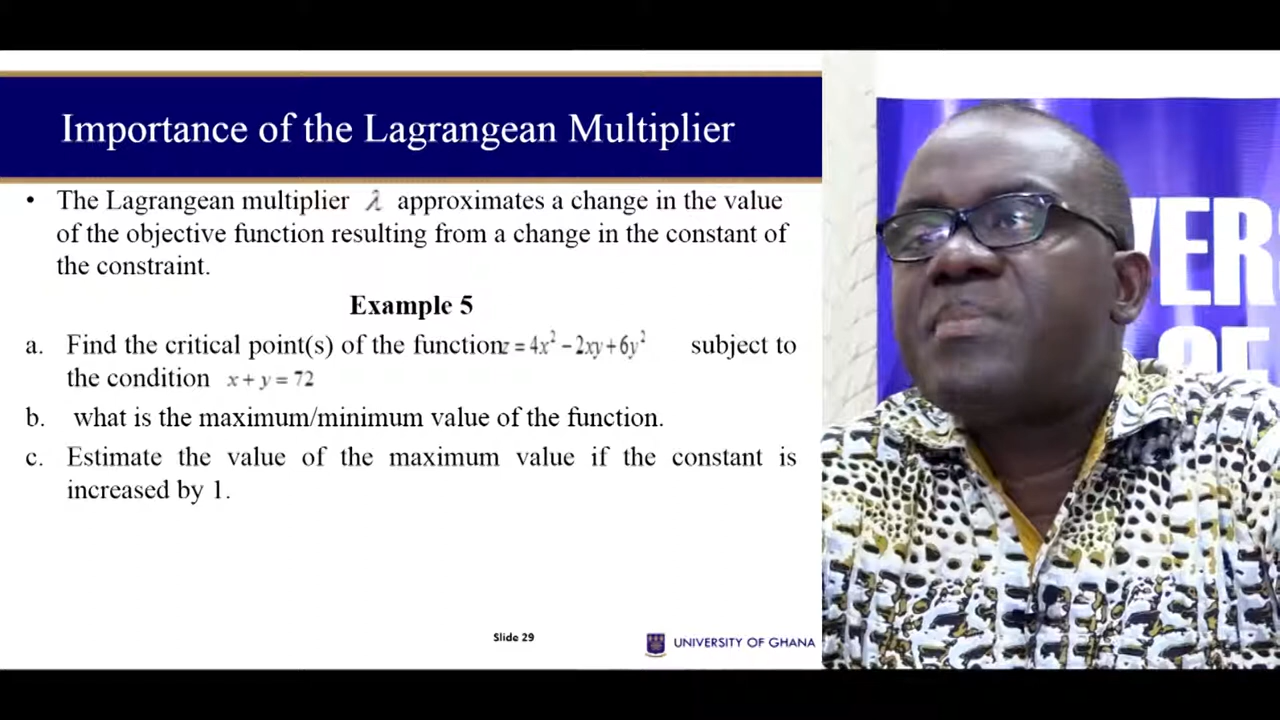 Importance of the Lagrangean Multiplier
• The Lagrangean multiplier λ approximates a change in the value
of the objective function resulting from a change in the constant of
the constraint.
Example 5
a. Find the critical point(s) of the function z = 4x² − 2xy + 6y² subject to
the condition x + y = 72
b. what is the maximum/minimum value of the function.
c. Estimate the value of the maximum value if the constant is
increased by 1.
Slide 29
UNIVERSITY OF GHANA
VER
OF